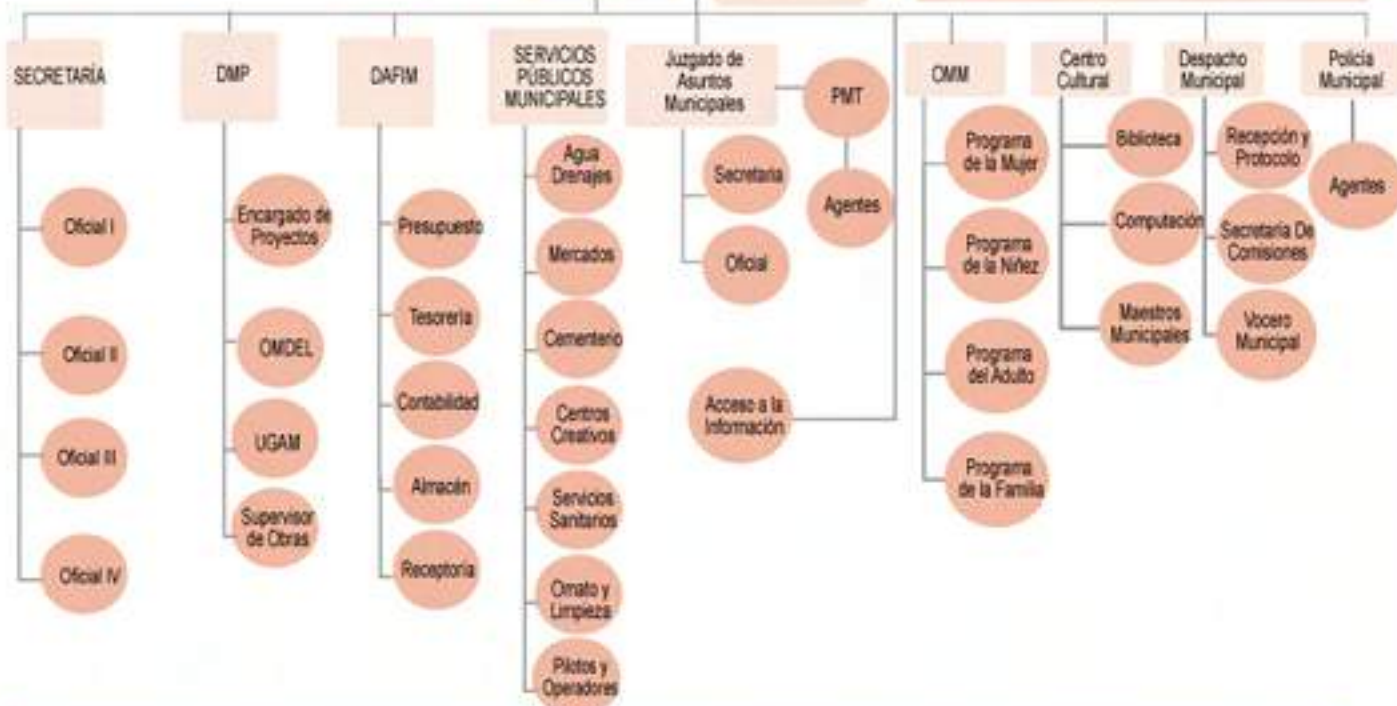 SECRETARÍA
DMP
DAFIM
SERVICIOS
PÚBLICOS
MUNICIPALES
Juzgado de
Asuntos
Municipales
PMT
OMM
Centro
Cultural
Despacho
Municipal
Policía
Municipal
Oficial I
Oficial II
Oficial III
Oficial IV
Encargado de
Proyectos
OMDEL
UGAM
Supervisor
de Obras
Presupuesto
Tesorería
Contabilidad
Almacén
Receptoria
Agua
Drenajes
Mercados
Cementerio
Centros
Creativos
Servicios
Sanitarios
Ornato y
Limpieza
Pilotos y
Operadores
Secretaria
Oficial
Agentes
Acceso a la
Información
Programa
de la Mujer
Programa
de la Niñez
Programa
del Adulto
Programa
de la Familia
Biblioteca
Computación
Maestros
Municipales
Recepción y
Protocolo
Secretaría De
Comisiones
Vocero
Municipal
Agentes